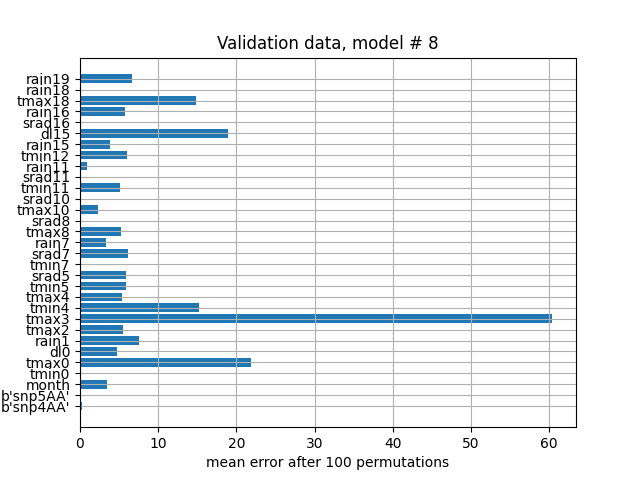 Validation data, model # 8
rain19
rain18
tmax18
rain16
srad16
dl15
rain15
tmin12
rain11
srad11
tmin11
srad10
tmax10
srad8
tmax8
rain7
srad7
tmin7
srad5
tmin5
tmax4
tmin4
tmax3
tmax2
rain1
dl0
tmax0
tmin0
month
b'snp5AA'
b'snp4AA'
0 10 20 30 40 50 60
mean error after 100 permutations